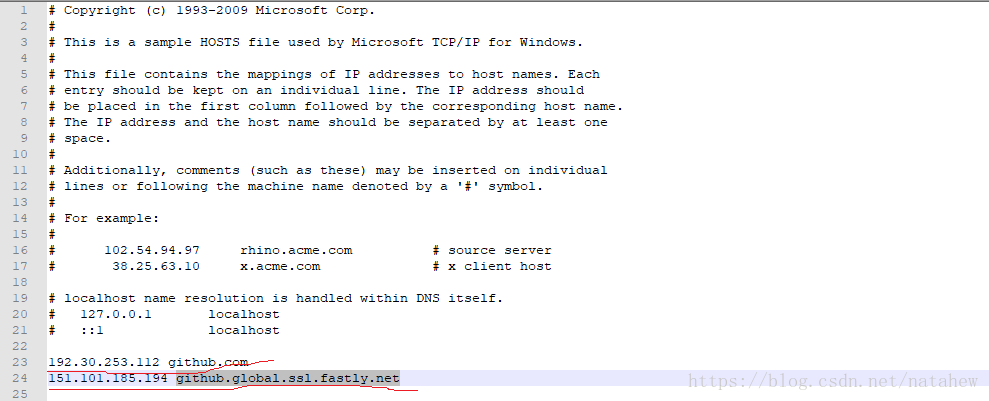 1 # Copyright (c) 1993-2009 Microsoft Corp.
2 #
3 # This is a sample HOSTS file used by Microsoft TCP/IP for Windows.
4 #
5 # This file contains the mappings of IP addresses to host names. Each
6 # entry should be kept on an individual line. The IP address should
7 # be placed in the first column followed by the corresponding host name.
8 # The IP address and the host name should be separated by at least one
9 # space.
10 #
11 # Additionally, comments (such as these) may be inserted on individual
12 # lines or following the machine name denoted by a '#' symbol.
13 #
14 # For example:
15 #
16 # 102.54.94.97 rhino.acme.com # source server
17 # 38.25.63.10 x.acme.com # x client host
18
19 # localhost name resolution is handled within DNS itself.
20 # 127.0.0.1 localhost
21 # ::1 localhost
22
23 192.30.253.112 github.com
24 151.101.185.194 github.global.ssl.fastly.net
25
https://blog.csdn.net/natahew